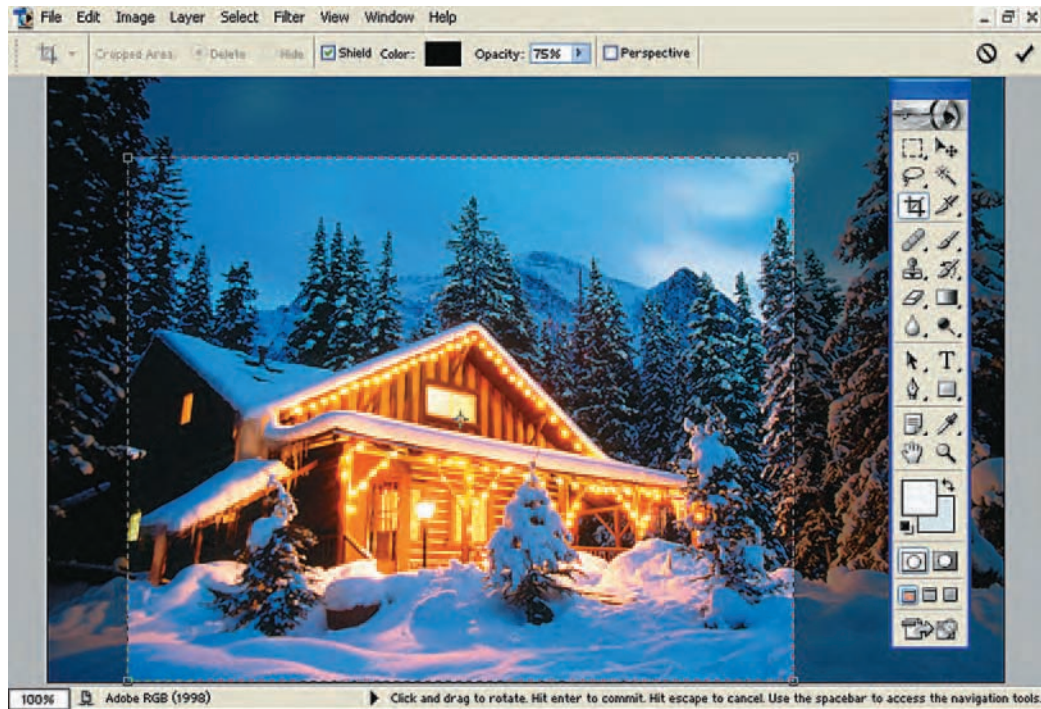 File Edit Image Layer Select Filter View Window Help
Cropped Area: Delete Hide Shield Color: Opacity: 75% Perspective
T
100% Adobe RGB (1998) Click and drag to rotate. Hit enter to commit. Hit escape to cancel. Use the spacebar to access the navigation tools.